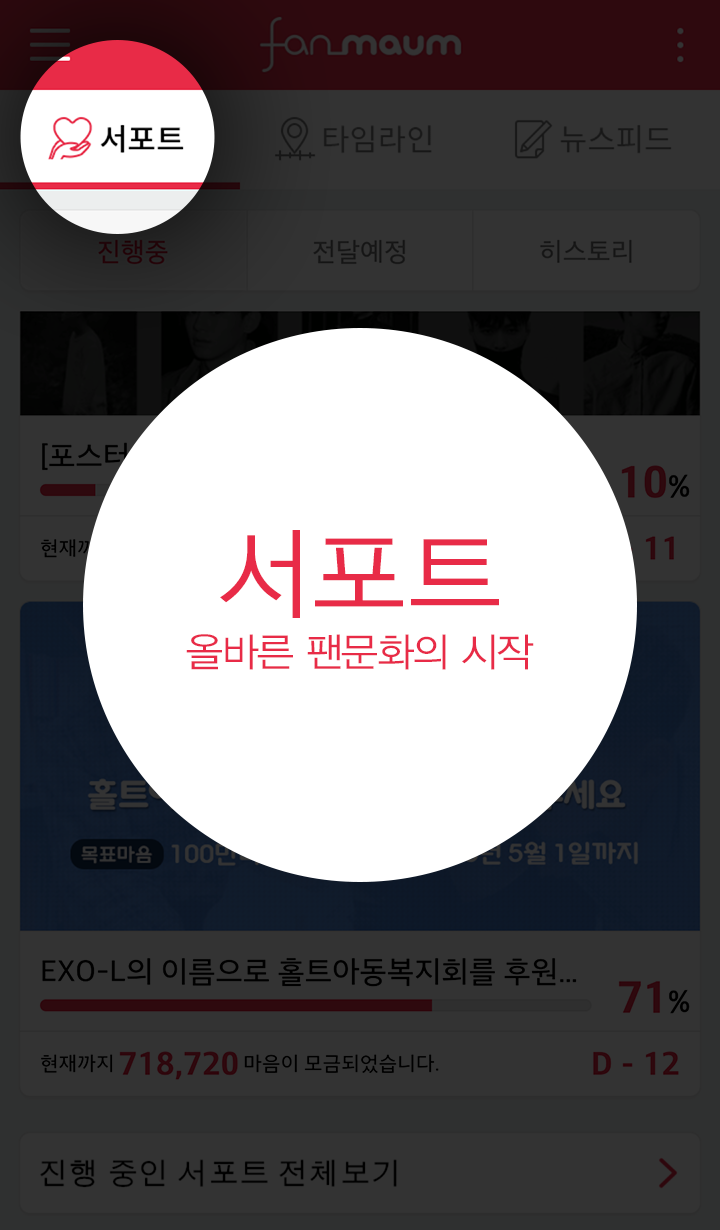 fanmaum
서포트
타임라인
뉴스피드
진행중
전달예정
히스토리
[포스터
10%
현재까
11
서포트
올바른 팬문화의 시작
홀트 세요
목표마음 100만 5월 1일까지
EXO-L의 이름으로 홀트아동복지회를 후원...
71%
현재까지 718,720 마음이 모금되었습니다.
D - 12
진행 중인 서포트 전체보기